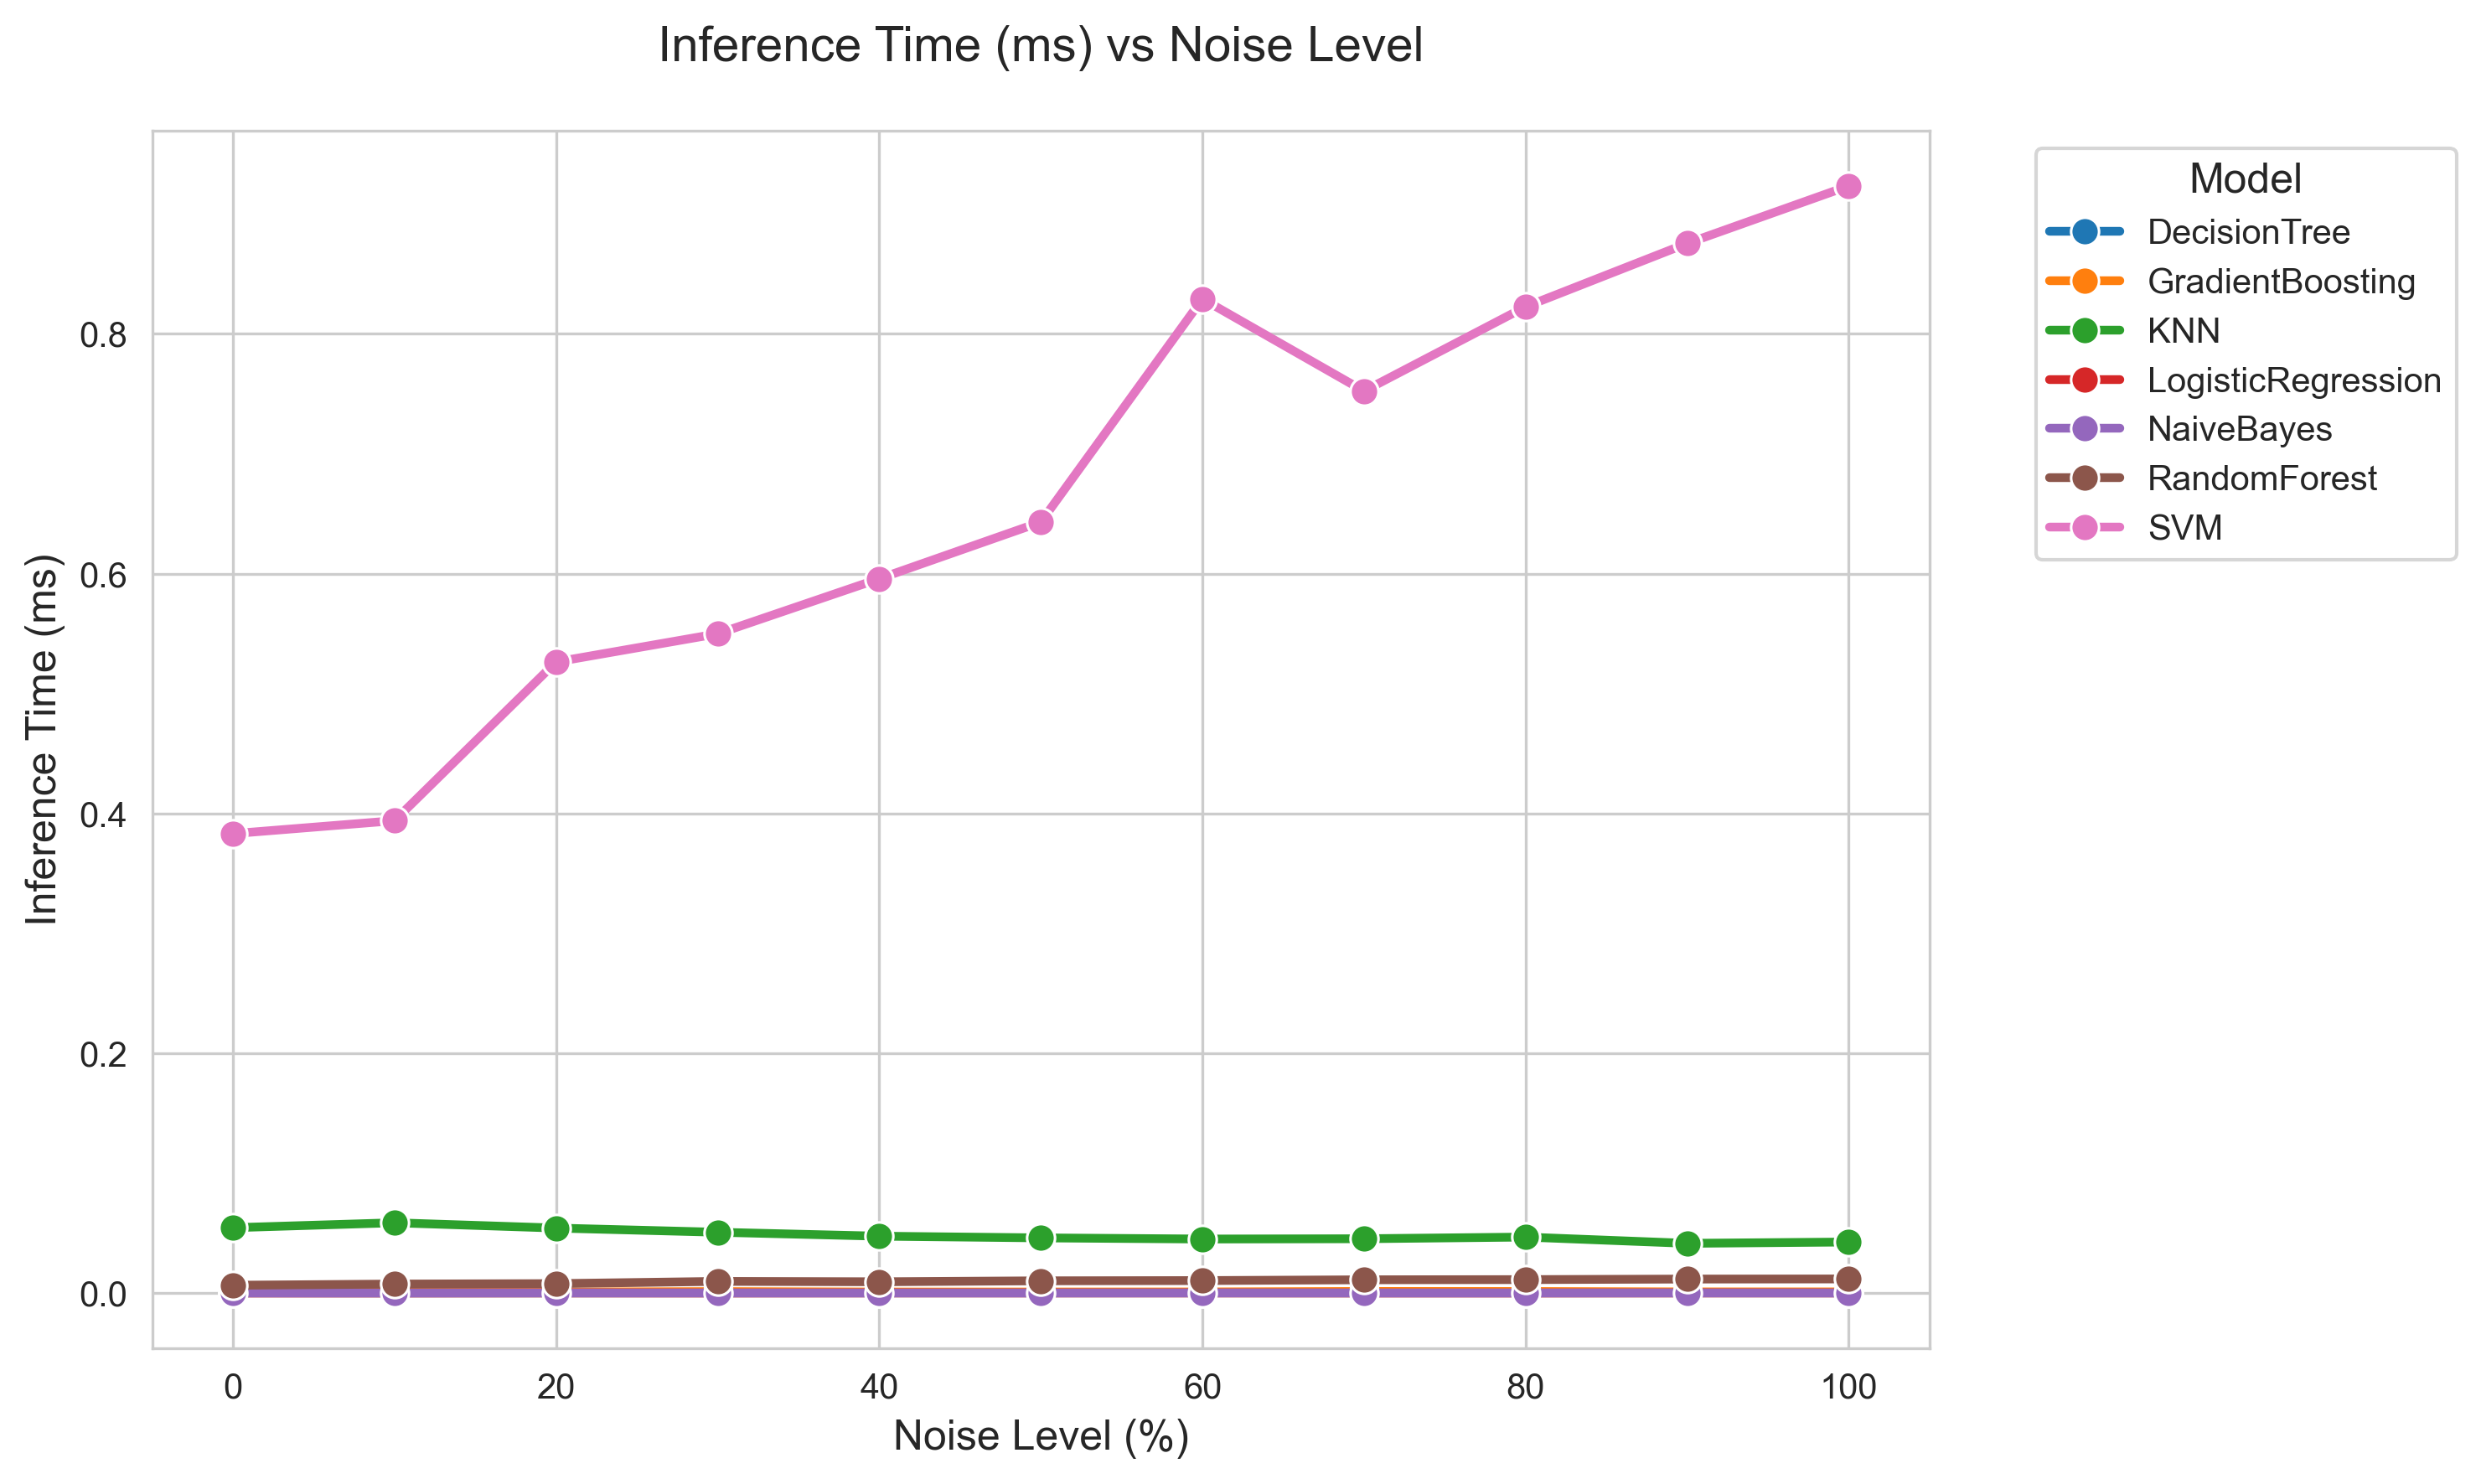 Inference Time (ms) vs Noise Level
Inference Time (ms)
0.8
0.6
0.4
0.2
0.0
0 20 40 60 80 100
Noise Level (%)
Model
DecisionTree
GradientBoosting
KNN
LogisticRegression
NaiveBayes
RandomForest
SVM